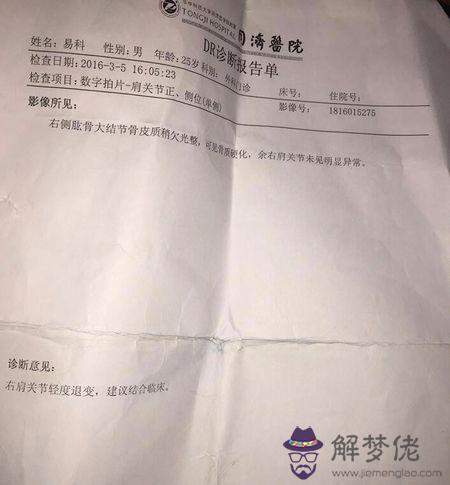 TONGJI HOSPITAL 同濟醫院
DR诊断报告单
姓名:易科 性别:男 年龄:25岁 科别: 外科门诊 床号: 住院号:
检查日期:2016-3-5 16:05:23
检查项目:数字拍片-肩关节正、侧位(单侧) 影像号: 1816015275
影像所见:
右侧肱骨大结节骨皮质稍欠光整,可见骨质硬化,余右肩关节未见明显异常。
诊断意见:
右肩关节轻度退变,建议结合临床。
解梦佬
www.jiemenglao.com